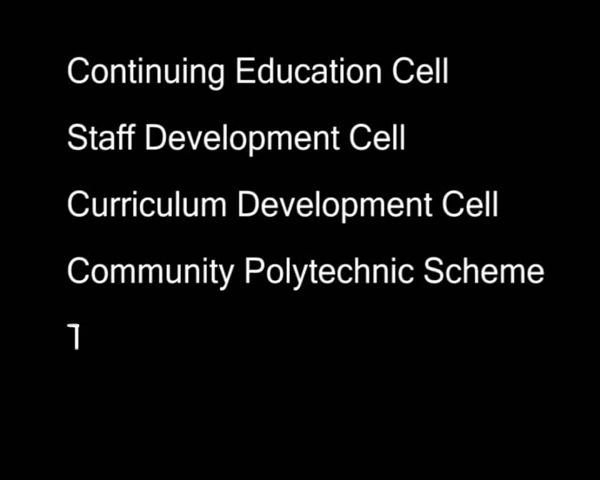 Continuing Education Cell
Staff Development Cell
Curriculum Development Cell
Community Polytechnic Scheme